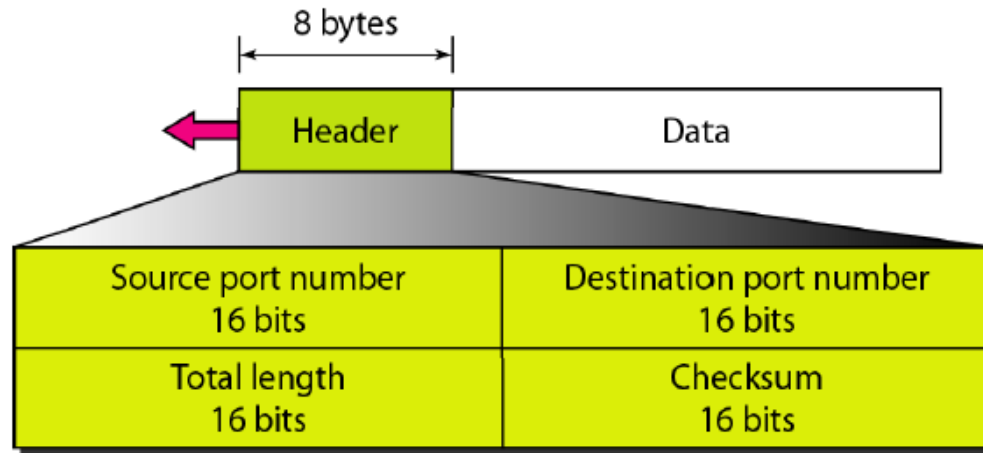 8 bytes
Header
Data
Source port number
16 bits
Destination port number
16 bits
Total length
16 bits
Checksum
16 bits